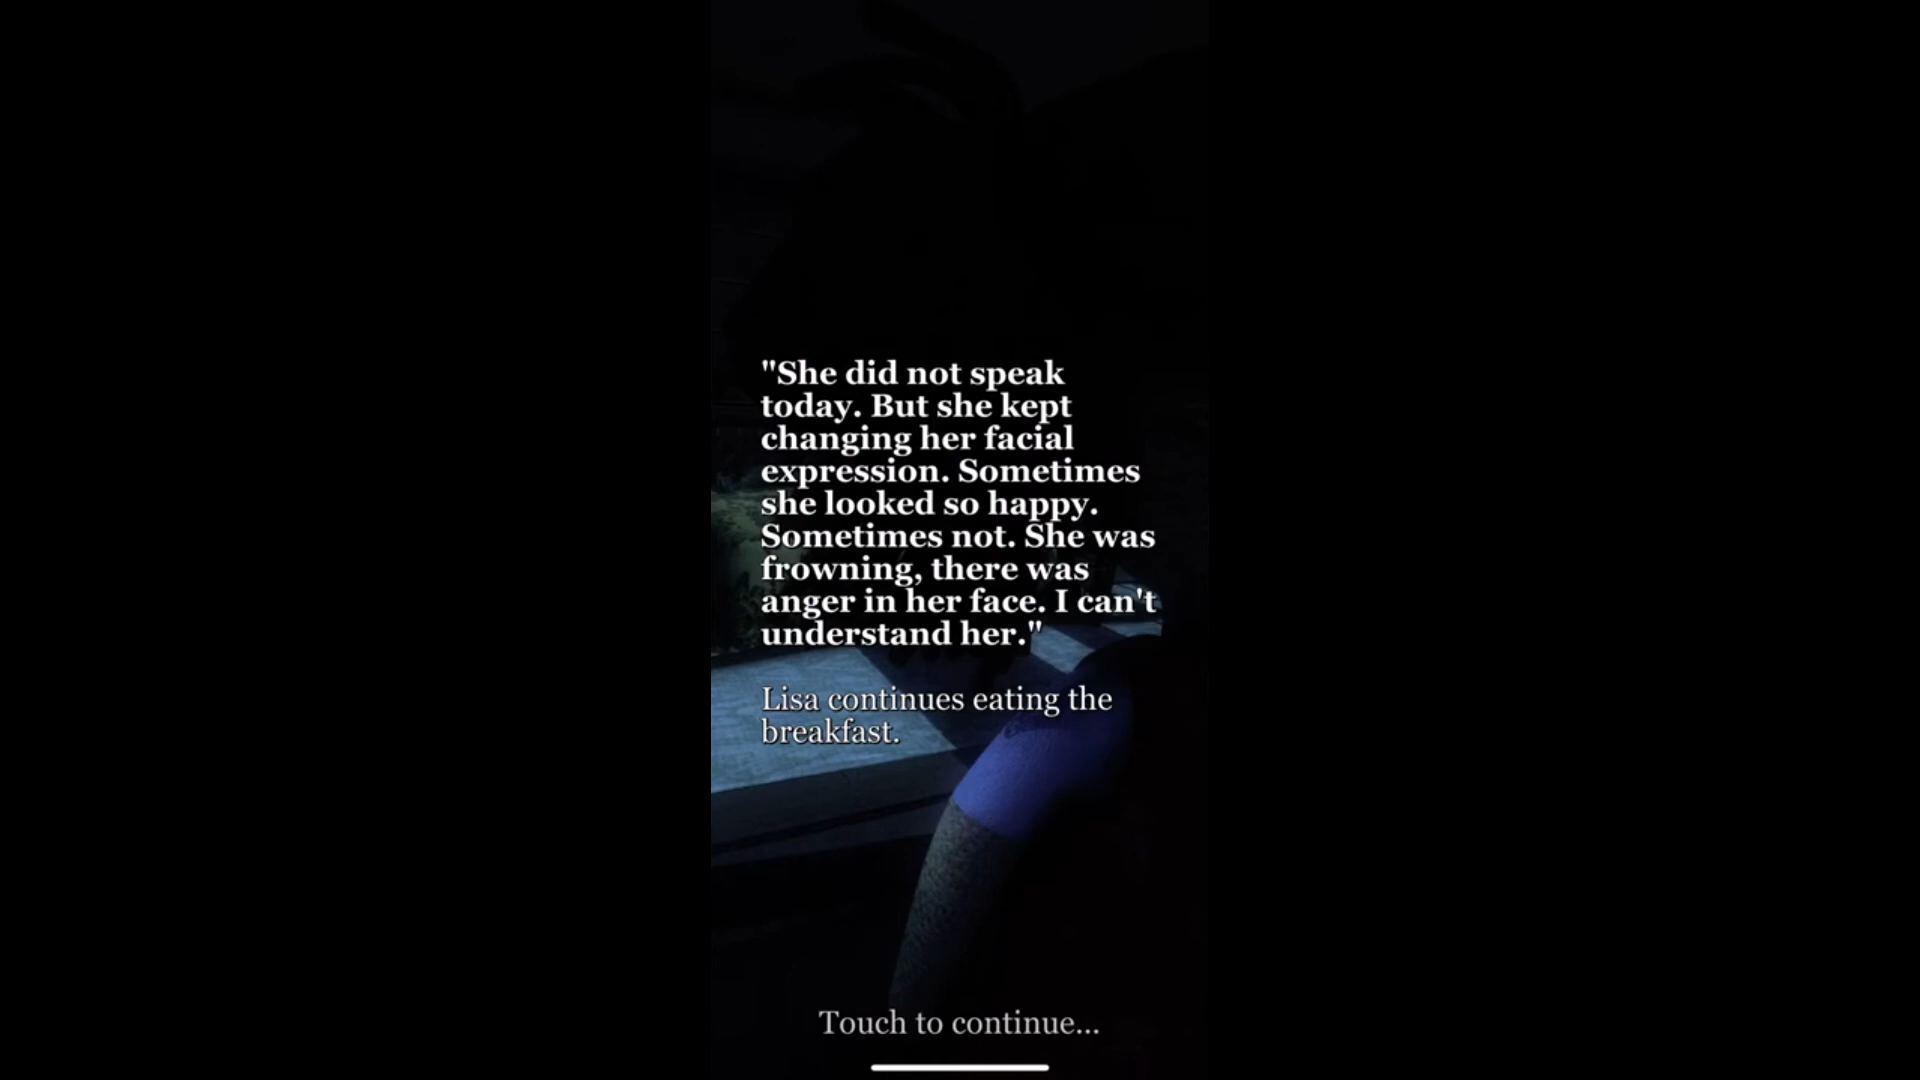 "She did not speak
today. But she kept
changing her facial
expression. Sometimes
she looked so happy.
Sometimes not. She was
frowning, there was
anger in her face. I can't
understand her."
Lisa continues eating the
breakfast.
Touch to continue...